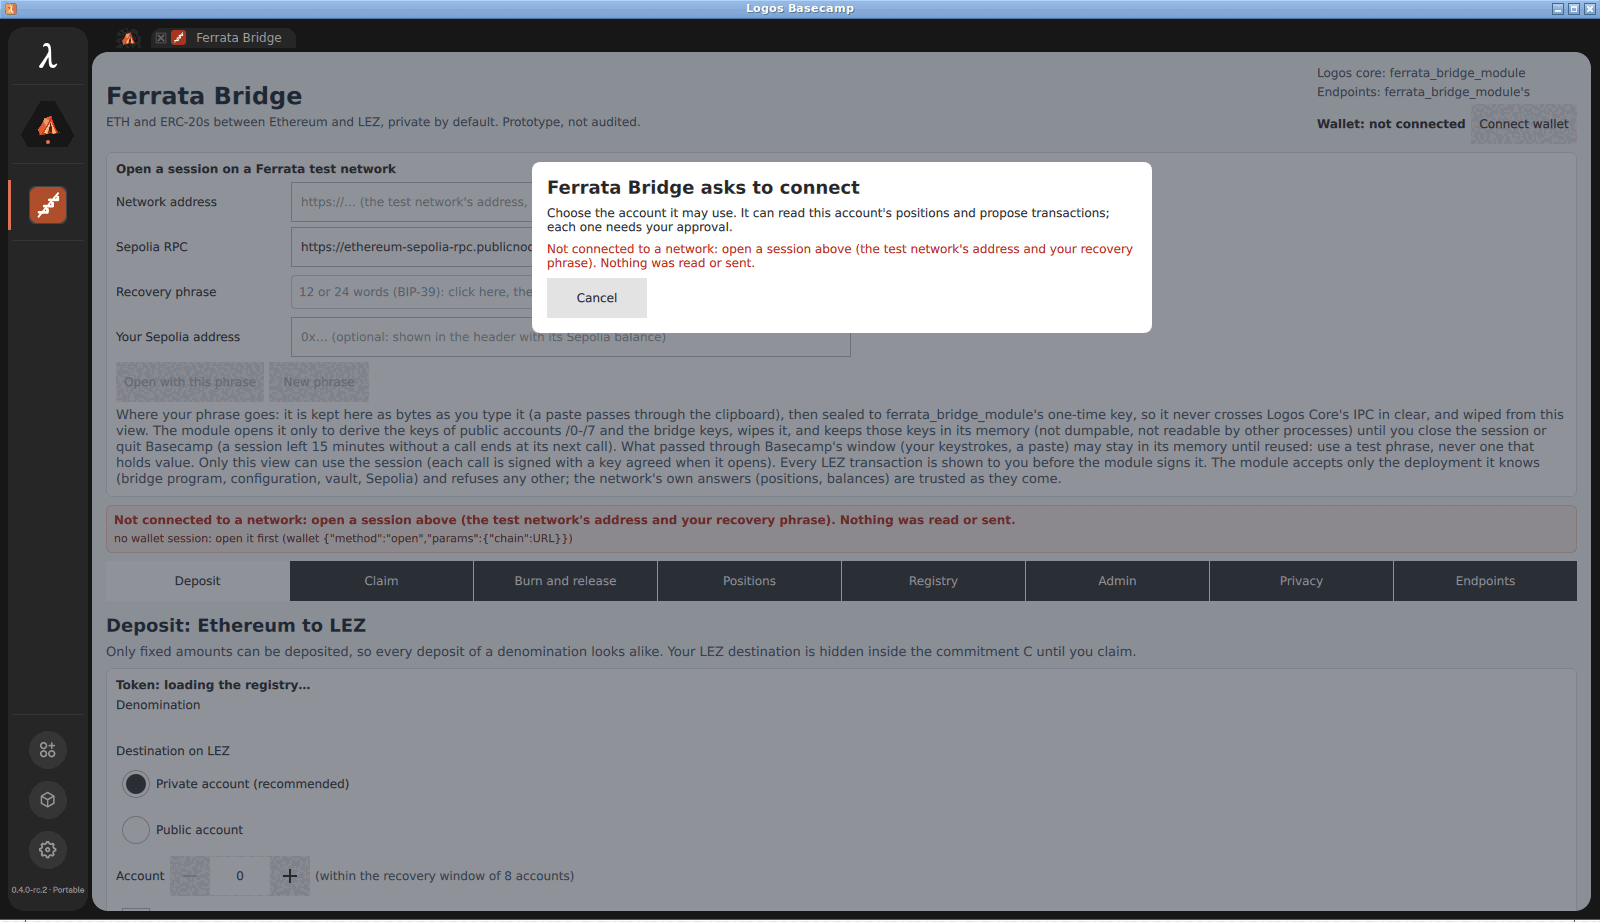 Logos Basecamp
Ferrata Bridge
Logos core: ferrata_bridge_module
Endpoints: ferrata_bridge_module's
Wallet: not connected
Connect wallet
Ferrata Bridge
ETH and ERC-20s between Ethereum and LEZ, private by default. Prototype, not audited.
Open a session on a Ferrata test network
Network address
https://... (the test network's address,
Sepolia RPC
https://ethereum-sepolia-rpc.publicnod
Recovery phrase
12 or 24 words (BIP-39): click here, the
Your Sepolia address
0x... (optional: shown in the header with its Sepolia balance)
Open with this phrase
New phrase
Ferrata Bridge asks to connect
Choose the account it may use. It can read this account's positions and propose transactions;
each one needs your approval.
Not connected to a network: open a session above (the test network's address and your recovery
phrase). Nothing was read or sent.
Cancel
Where your phrase goes: it is kept here as bytes as you type it (a paste passes through the clipboard), then sealed to ferrata_bridge_module's one-time key, so it never crosses Logos Core's IPC in clear, and wiped from this
view. The module opens it only to derive the keys of public accounts /0-/7 and the bridge keys, wipes it, and keeps those keys in its memory (not dumpable, not readable by other processes) until you close the session or
quit Basecamp (a session left 15 minutes without a call ends at its next call). What passed through Basecamp's window (your keystrokes, a paste) may stay in its memory until reused: use a test phrase, never one that
holds value. Only this view can use the session (each call is signed with a key agreed when it opens). Every LEZ transaction is shown to you before the module signs it. The module accepts only the deployment it knows
(bridge program, configuration, vault, Sepolia) and refuses any other; the network's own answers (positions, balances) are trusted as they come.
Not connected to a network: open a session above (the test network's address and your recovery phrase). Nothing was read or sent.
no wallet session: open it first (wallet {"method":"open","params":{"chain":URL}})
Deposit
Claim
Burn and release
Positions
Registry
Admin
Privacy
Endpoints
Deposit: Ethereum to LEZ
Only fixed amounts can be deposited, so every deposit of a denomination looks alike. Your LEZ destination is hidden inside the commitment C until you claim.
Token: loading the registry…
Denomination
Destination on LEZ
Private account (recommended)
Public account
Account
0
(within the recovery window of 8 accounts)
0.4.0-rc.2 · Portable